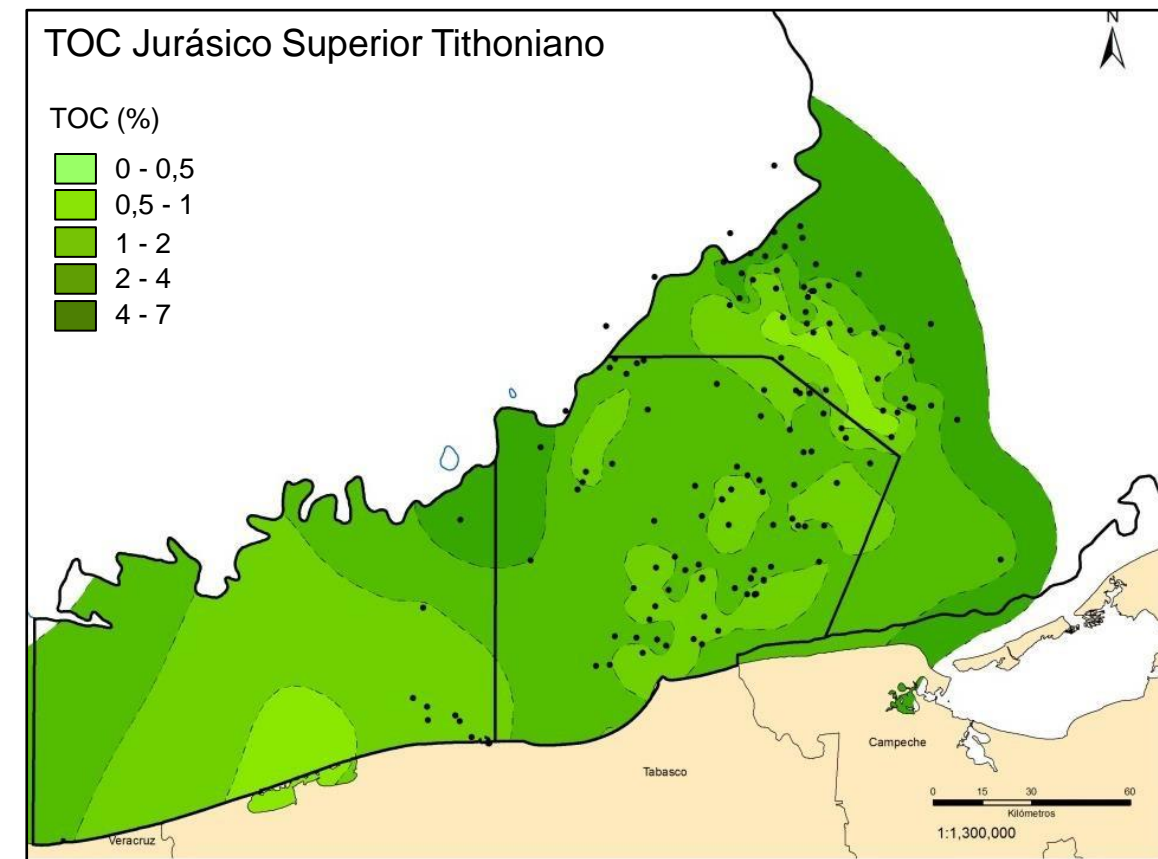 TOC Jurásico Superior Tithoniano
N
TOC (%)
0 - 0,5
0,5 - 1
1 - 2
2 - 4
4 - 7
Campeche
Tabasco
Veracruz
0 15 30 60
Kilómetros
1:1,300,000